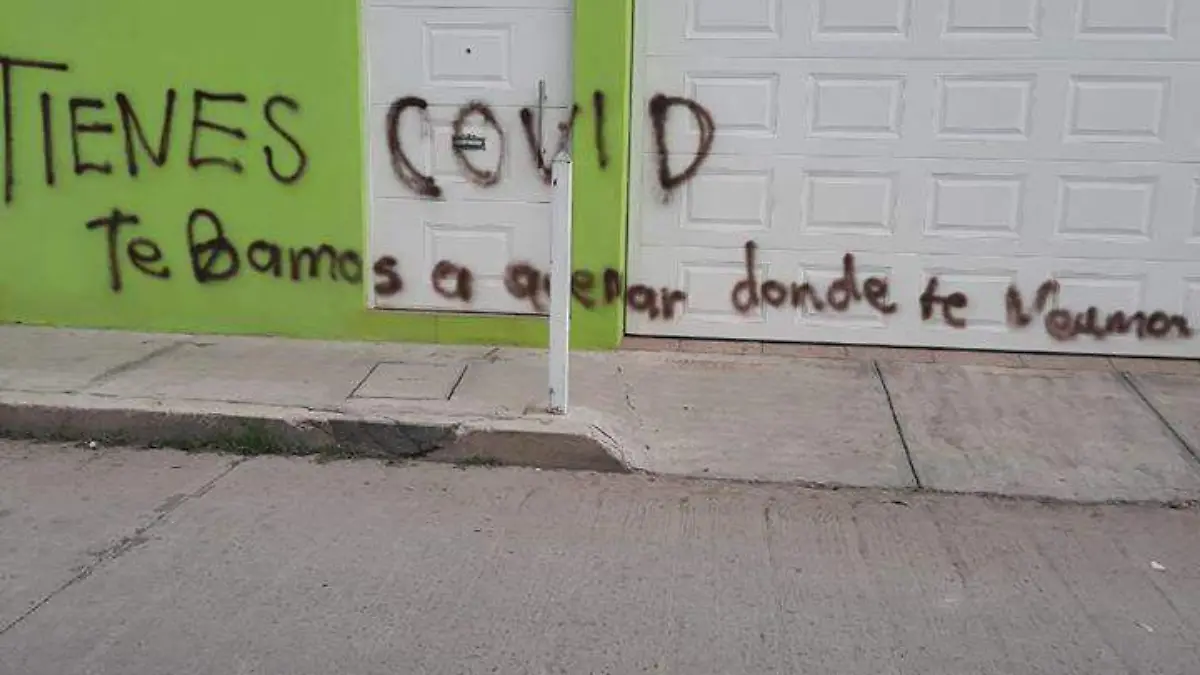 TIENES COVID
Te Bamos a quemar donde te Veamos